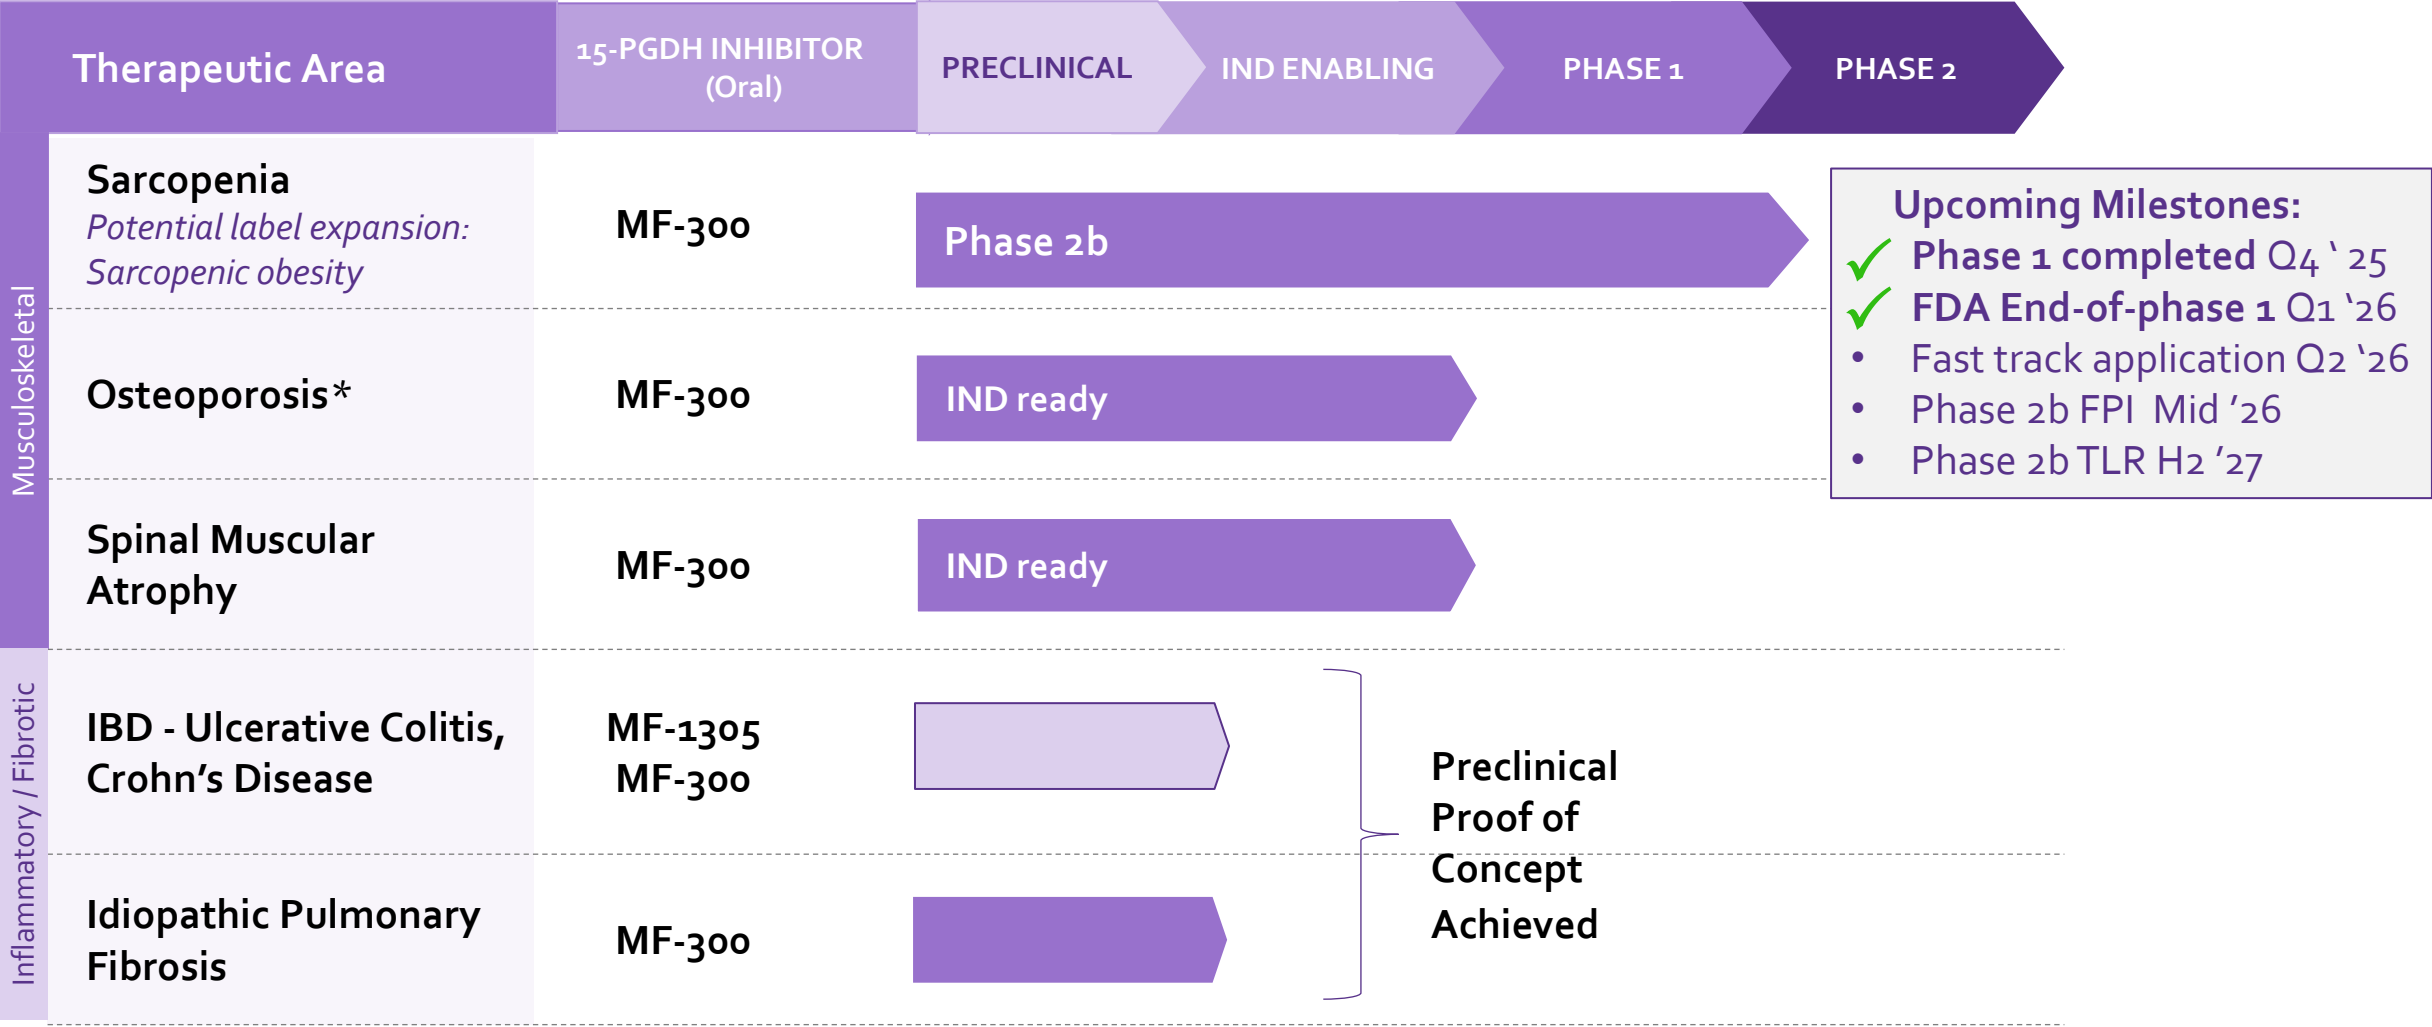 Therapeutic Area
15-PGDH INHIBITOR
(Oral)
PRECLINICAL
IND ENABLING
PHASE 1
PHASE 2
Musculoskeletal
Sarcopenia
Potential label expansion:
Sarcopenic obesity
MF-300
Phase 2b
Upcoming Milestones:
✓ Phase 1 completed Q4 ‘ 25
✓ FDA End-of-phase 1 Q1 ‘26
• Fast track application Q2 ‘26
• Phase 2b FPI  Mid ’26
• Phase 2b TLR H2 ’27
Osteoporosis*
MF-300
IND ready
Spinal Muscular
Atrophy
MF-300
IND ready
Inflammatory / Fibrotic
IBD - Ulcerative Colitis,
Crohn’s Disease
MF-1305
MF-300
Idiopathic Pulmonary
Fibrosis
MF-300
Preclinical
Proof of
Concept
Achieved